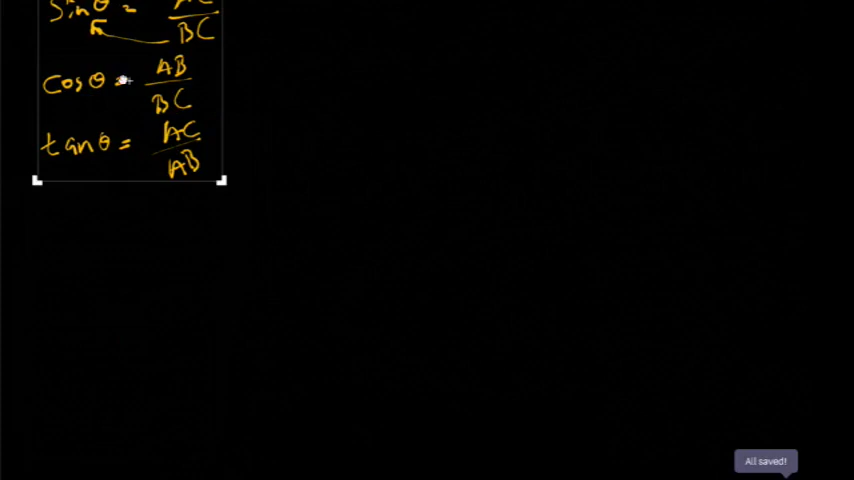 Sinθ = AC/BC
Cosθ = AB/BC
tanθ = AC/AB
All saved!